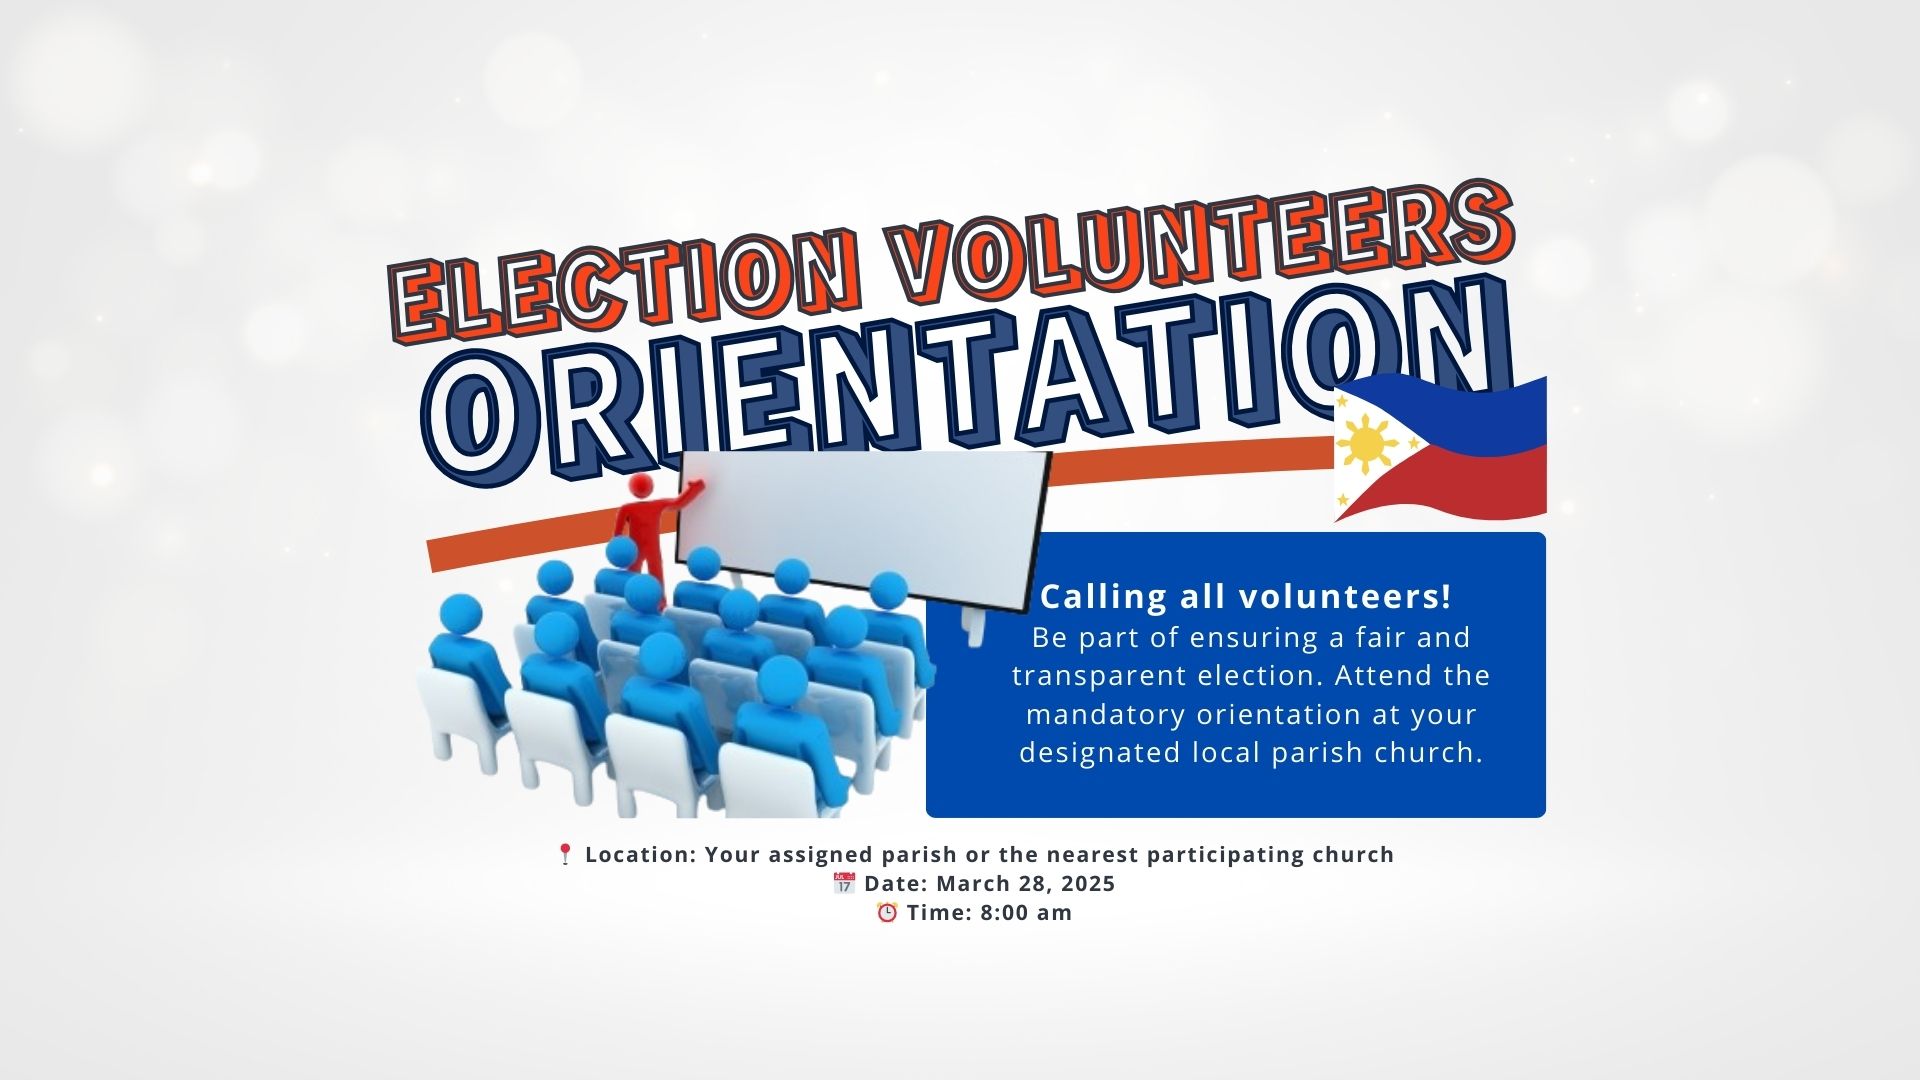 ELECTION VOLUNTEERS
ORIENTATION
Calling all volunteers!
Be part of ensuring a fair and
transparent election. Attend the
mandatory orientation at your
designated local parish church.
📍 Location: Your assigned parish or the nearest participating church
📅 Date: March 28, 2025
⏰ Time: 8:00 am